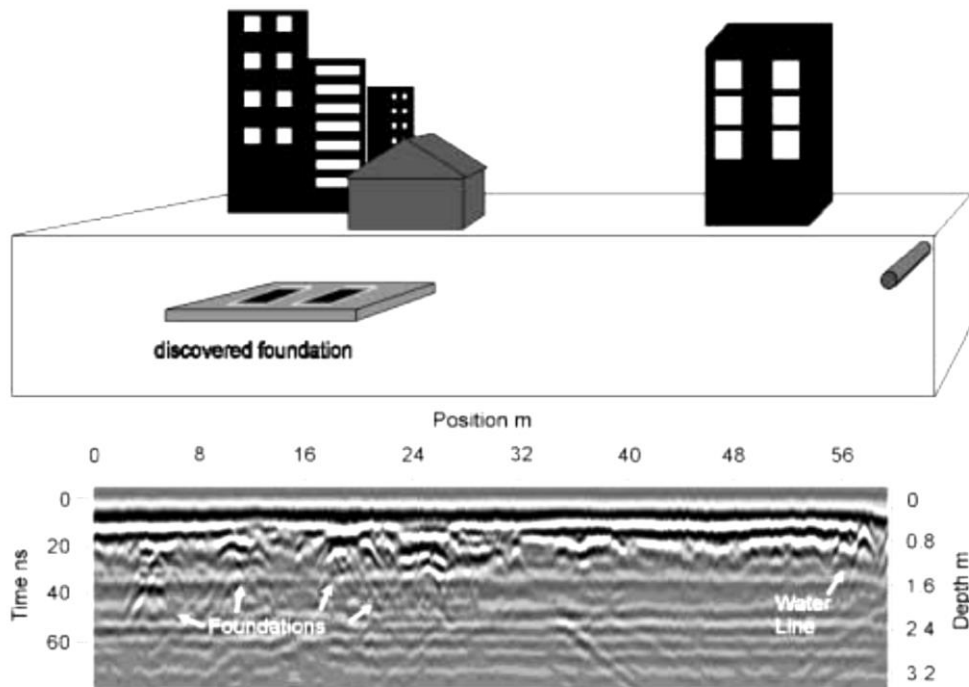 discovered foundation
Position m
0 8 16 24 32 40 48 56
0 0
20 0.8
40 1.6
60 2.4
3 2
Time ns
Depth m
Foundations
Water
Line